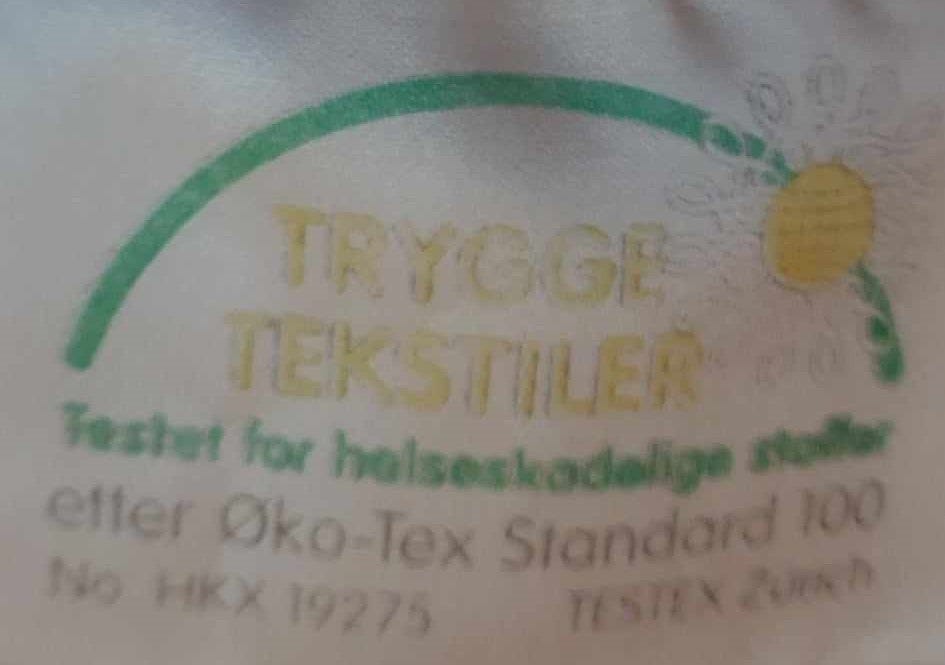 TRYGGE
TEKSTILER
Testet for helseskadelige stoffer
etter Øko-Tex Standard 100
No HKX 19275 TESTEX Zürich